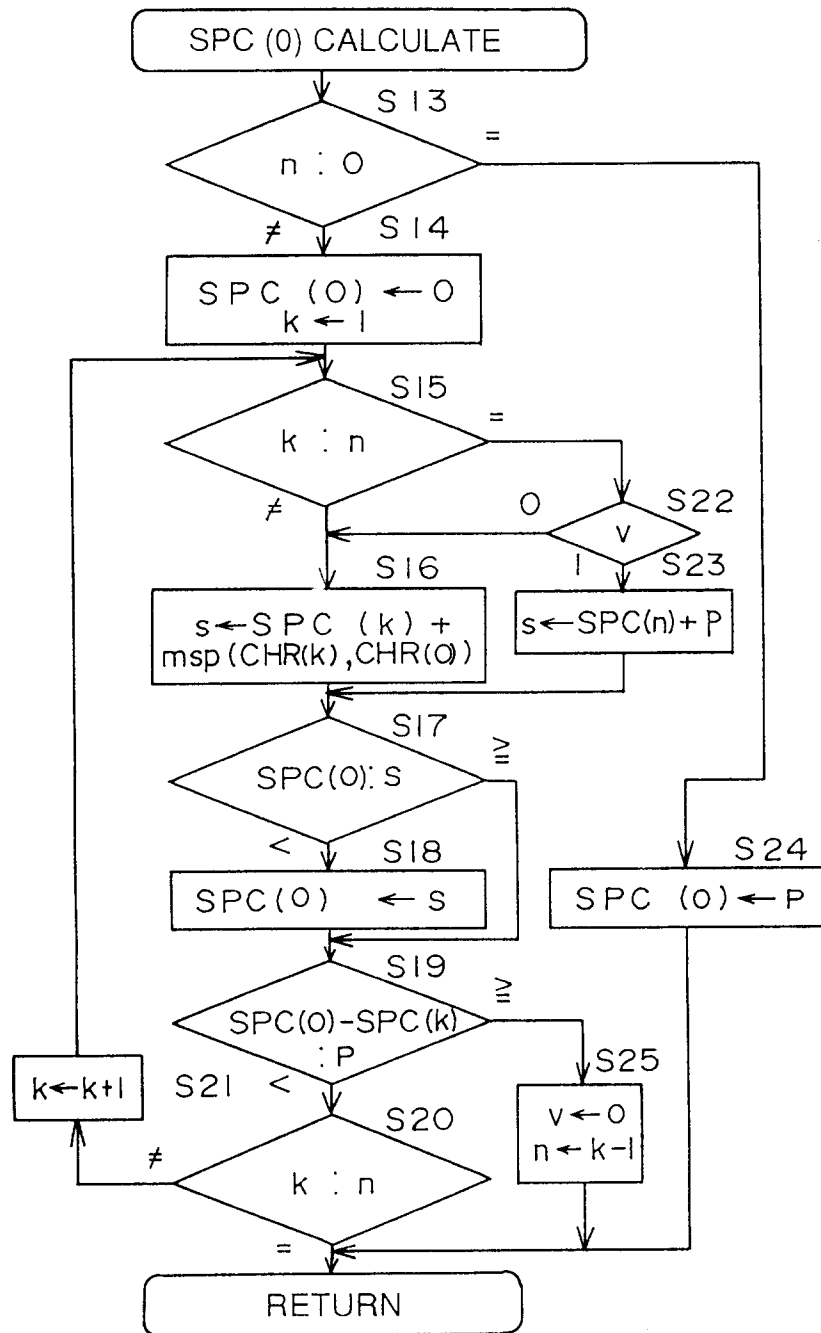 SPC (0) CALCULATE
S13
=
n : 0
≠
S14
SPC (0) ← 0
k ← 1
S15
=
k : n
≠
0
S22
v
1
S23
S16
s←SPC (k) +
msp(CHR(k),CHR(0))
s←SPC(n)+P
S17
≧
SPC(0):S
<
S18
S24
SPC(0) ← S
SPC (0)←P
S19
≧
SPC(0)-SPC(k)
:P
S25
k←k+1
S21
<
v←0
n←k-1
S20
≠
k : n
=
RETURN